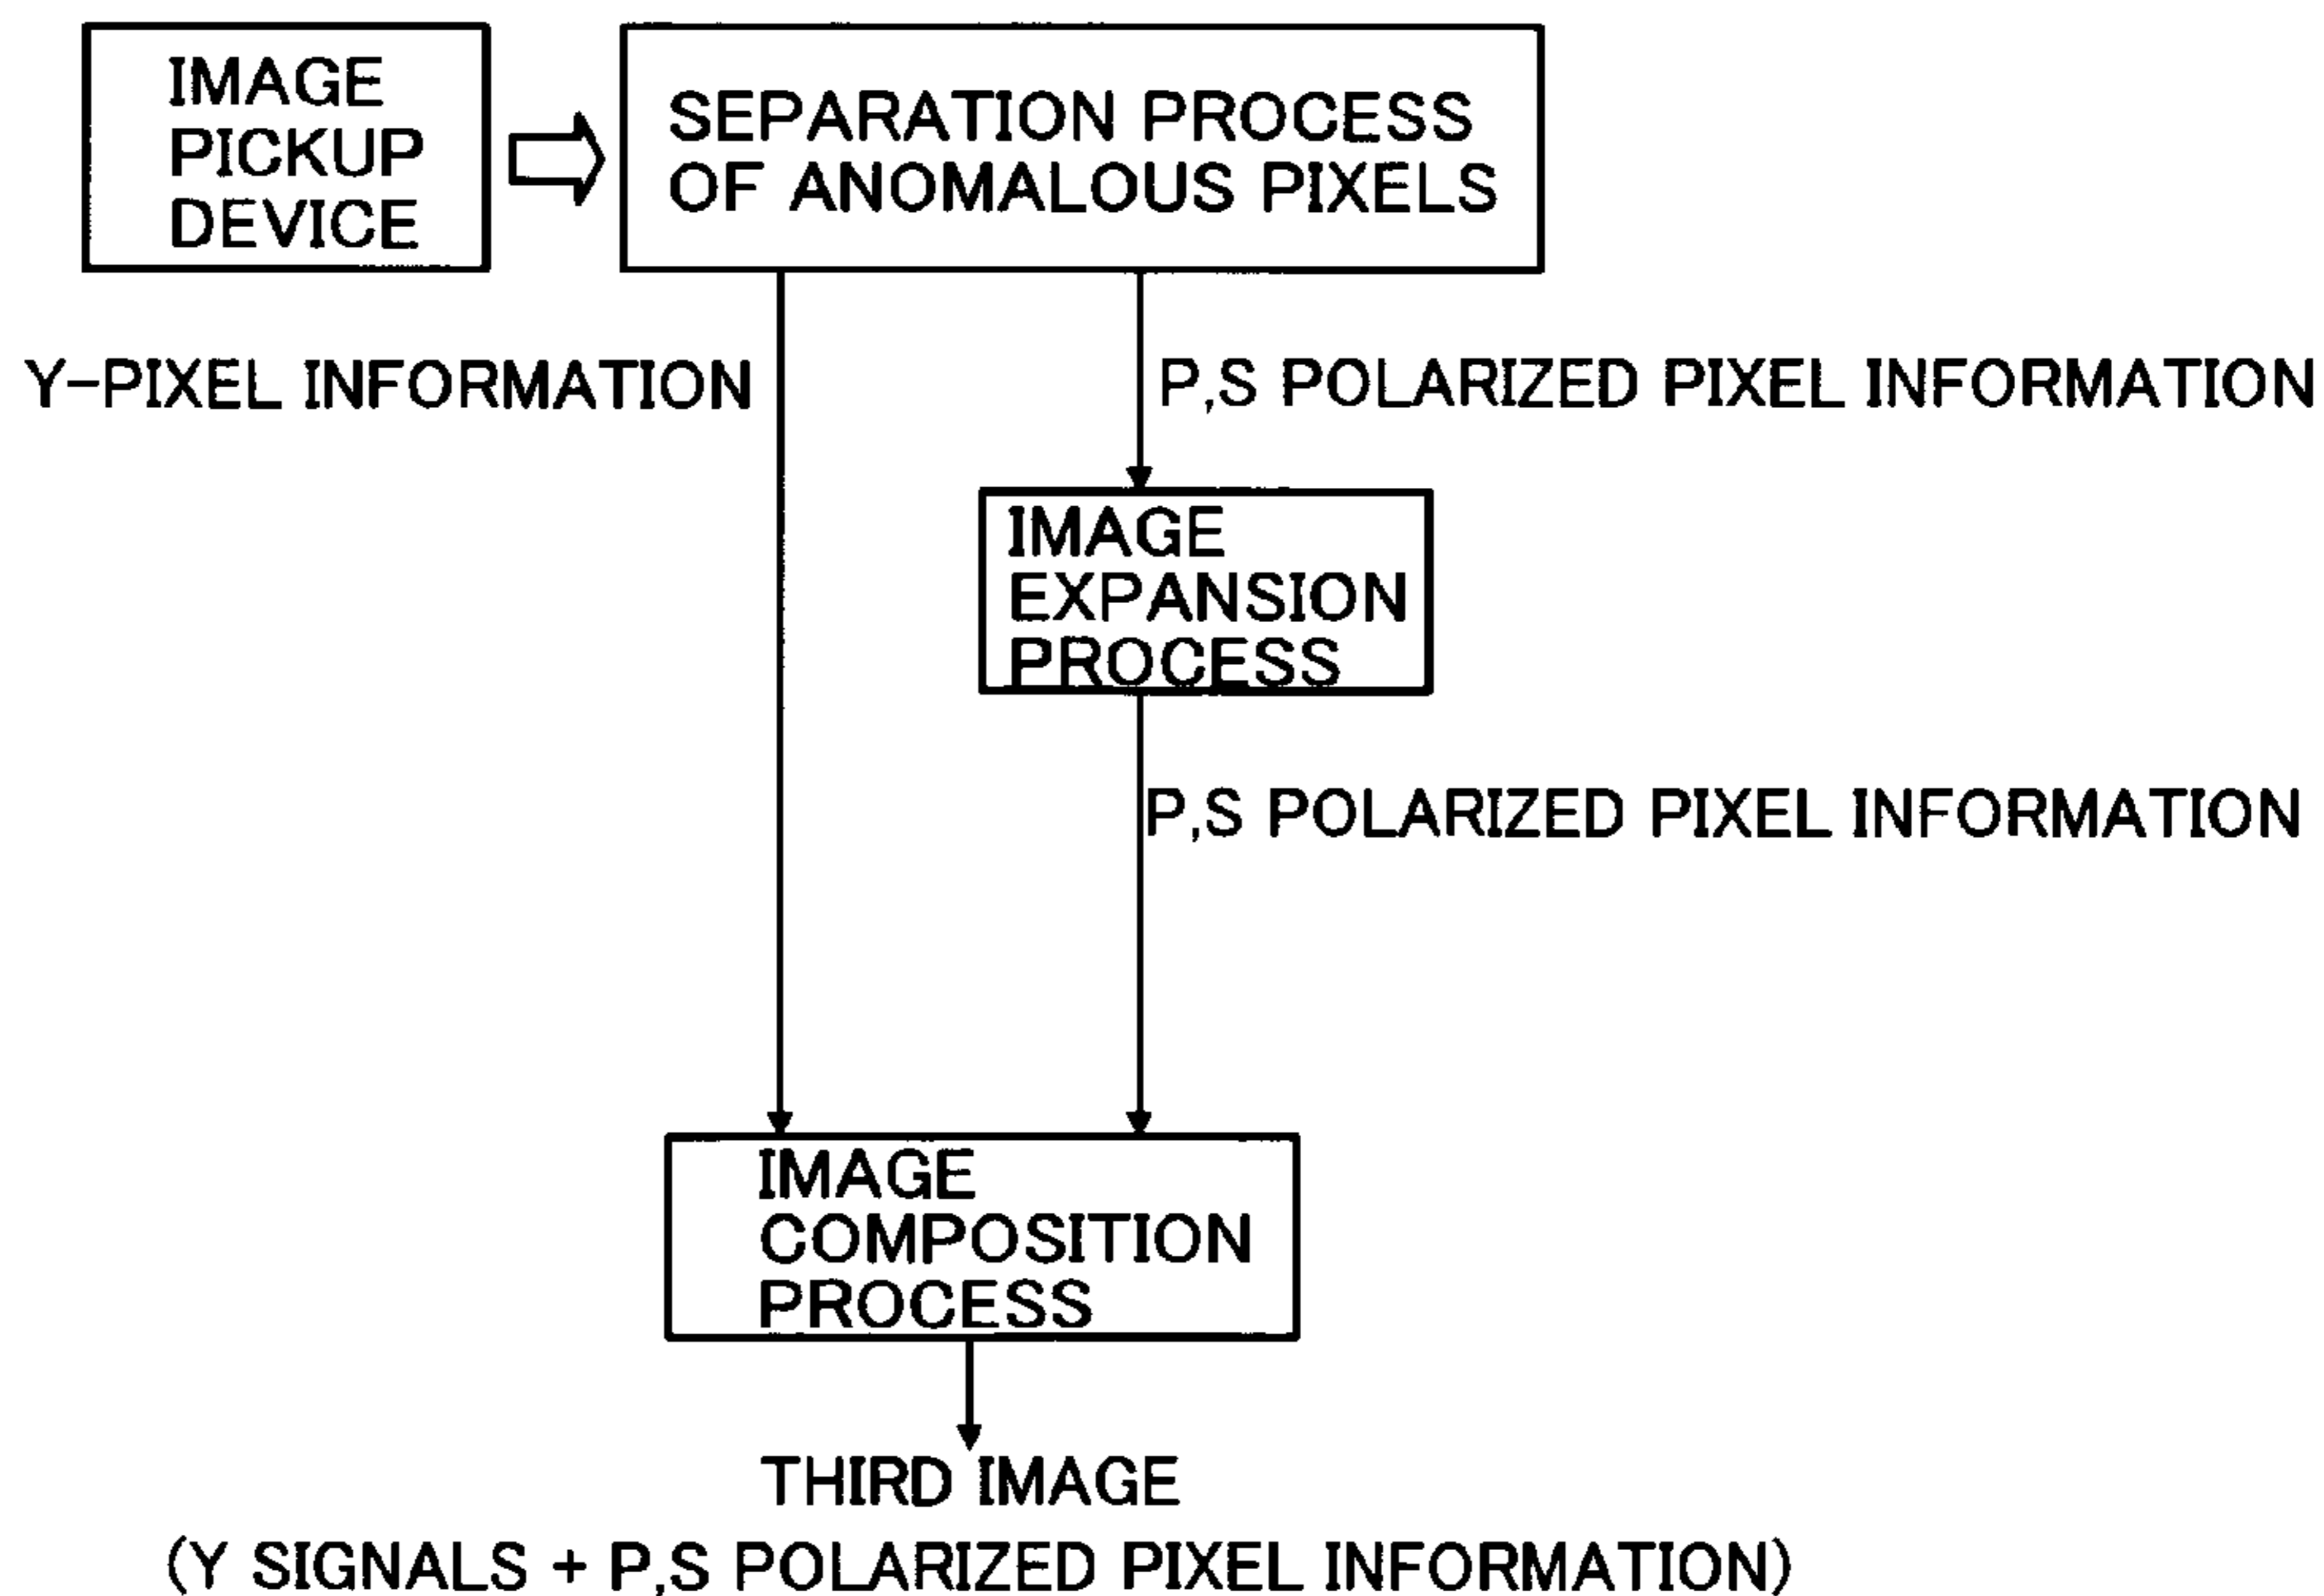 IMAGE
PICKUP
DEVICE
SEPARATION PROCESS
OF ANOMALOUS PIXELS
Y-PIXEL INFORMATION
P,S POLARIZED PIXEL INFORMATION
IMAGE
EXPANSION
PROCESS
P,S POLARIZED PIXEL INFORMATION
IMAGE
COMPOSITION
PROCESS
THIRD IMAGE
(Y SIGNALS + P,S POLARIZED PIXEL INFORMATION)